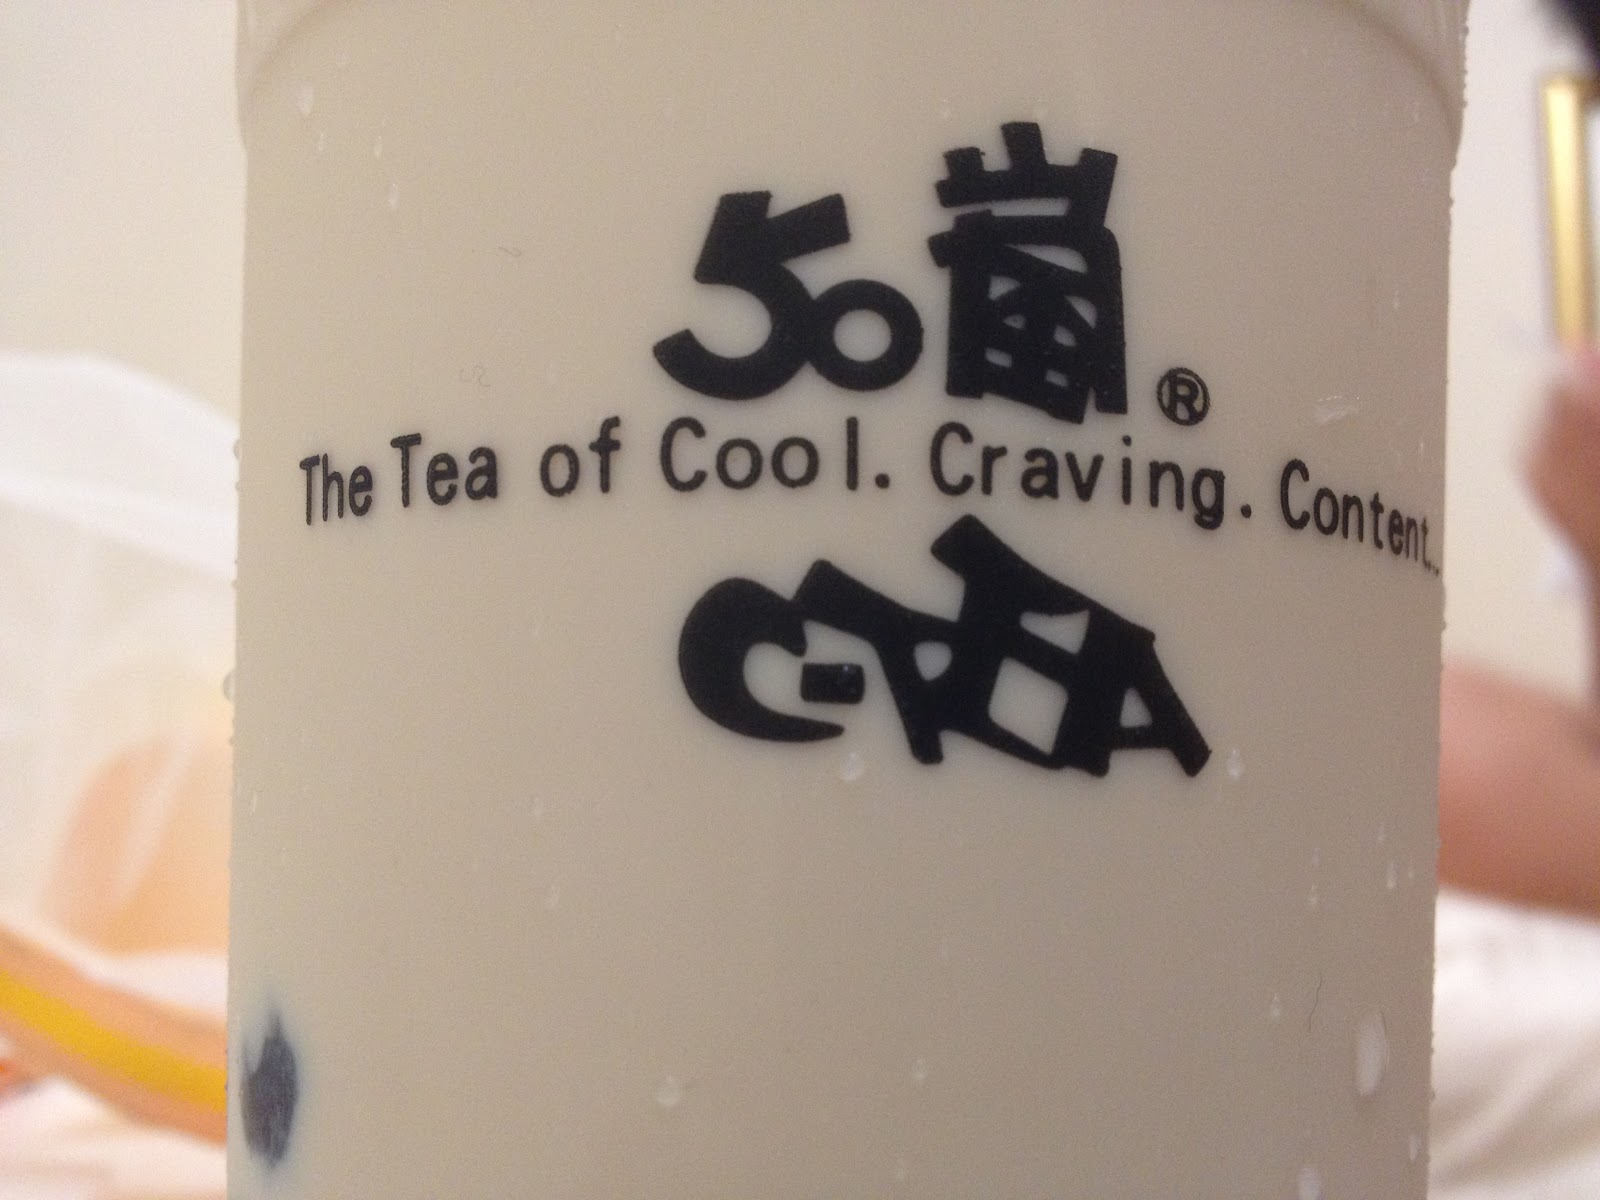 50嵐®
The Tea of Cool. Craving. Content..
C-TEA